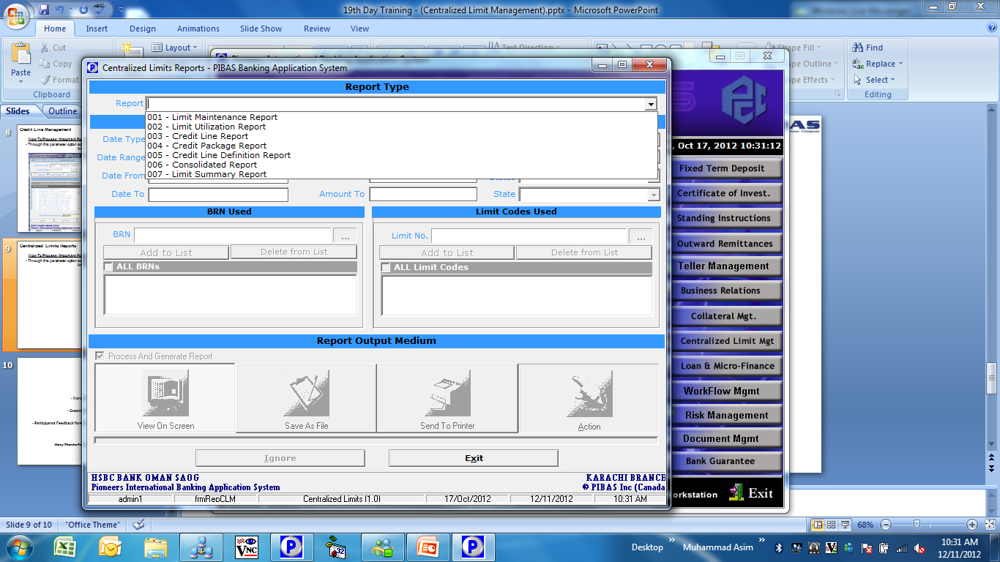 19th Day Training - (Centralized Limit Management).pptx - Microsoft PowerPoint
Home Insert Design Animations Slide Show Review View
Cut
Copy
Format
Paste
Clipboard
Layout
Text Direction
Shape Fill
Shape Outline
Shape Effects
Find
Replace
Select
Editing
Slides Outline
8
Credit Line Management
9
Centralized Limits Reports
10
Centralized Limits Reports - PIBAS Banking Application System
Report Type
Report
001 - Limit Maintenance Report
002 - Limit Utilization Report
003 - Credit Line Report
004 - Credit Package Report
005 - Credit Line Definition Report
006 - Consolidated Report
007 - Limit Summary Report
Date Type
Date Range
Date From
Date To Amount To State
BRN Used Limit Codes Used
BRN ... Limit No. ...
Add to List Delete from List Add to List Delete from List
ALL BRNs ALL Limit Codes
Report Output Medium
Process And Generate Report
View On Screen Save As File Send To Printer Action
Ignore Exit
HSBC BANK OMAN SAOG KARACHI BRANCH
Pioneers International Banking Application System © PIBAS Inc (Canada
admin1 frmRepCLM Centralized Limits (1.0) 17/Oct/2012 12/11/2012 10:31 AM
, Oct 17, 2012 10:31:12
Fixed Term Deposit
Certificate of Invest.
Standing Instructions
Outward Remittances
Teller Management
Business Relations
Collateral Mgt.
Centralized Limit Mgt
Loan & Micro-Finance
WorkFlow Mgmt
Risk Management
Document Mgmt
Bank Guarantee
orkstation Exit
Slide 9 of 10 "Office Theme" 68%
Desktop » Muhammad Asim » 10:31 AM
12/11/2012